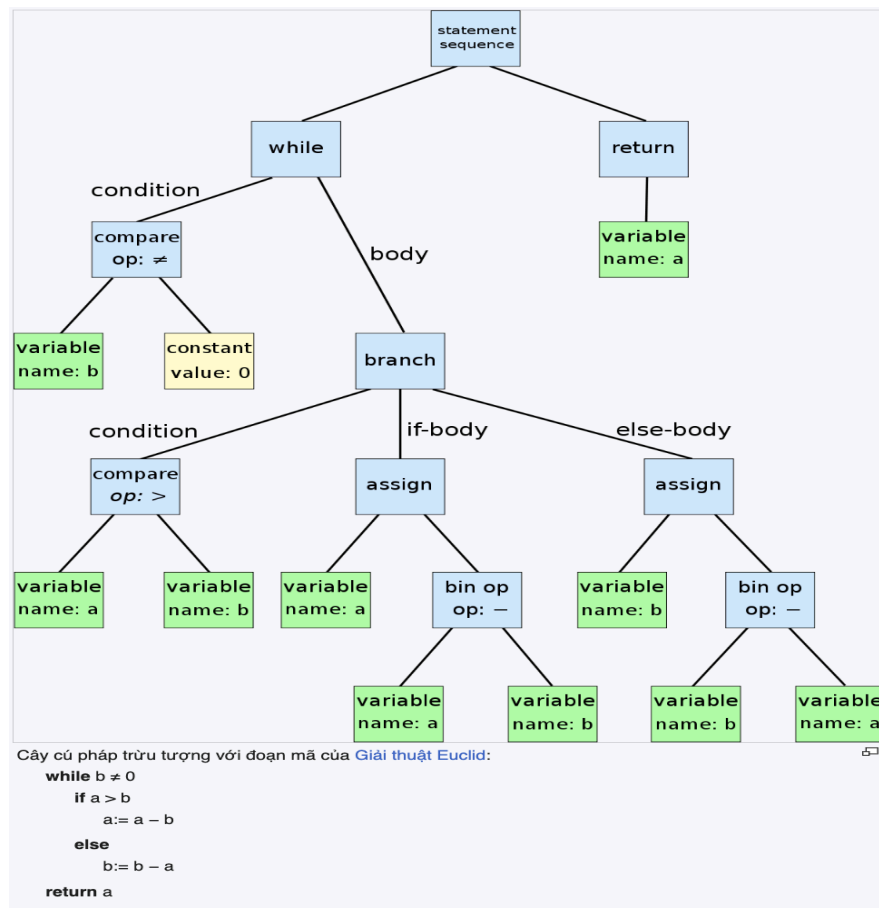 statement
sequence
while
return
condition
body
compare
op: ≠
variable
name: a
variable
name: b
constant
value: 0
branch
condition
if-body
else-body
compare
op: >
assign
assign
variable
name: a
variable
name: b
variable
name: a
bin op
op: −
variable
name: b
bin op
op: −
variable
name: a
variable
name: b
variable
name: b
variable
name: a
Cây cú pháp trừu tượng với đoạn mã của Giải thuật Euclid:
while b ≠ 0
if a > b
a:= a − b
else
b:= b − a
return a